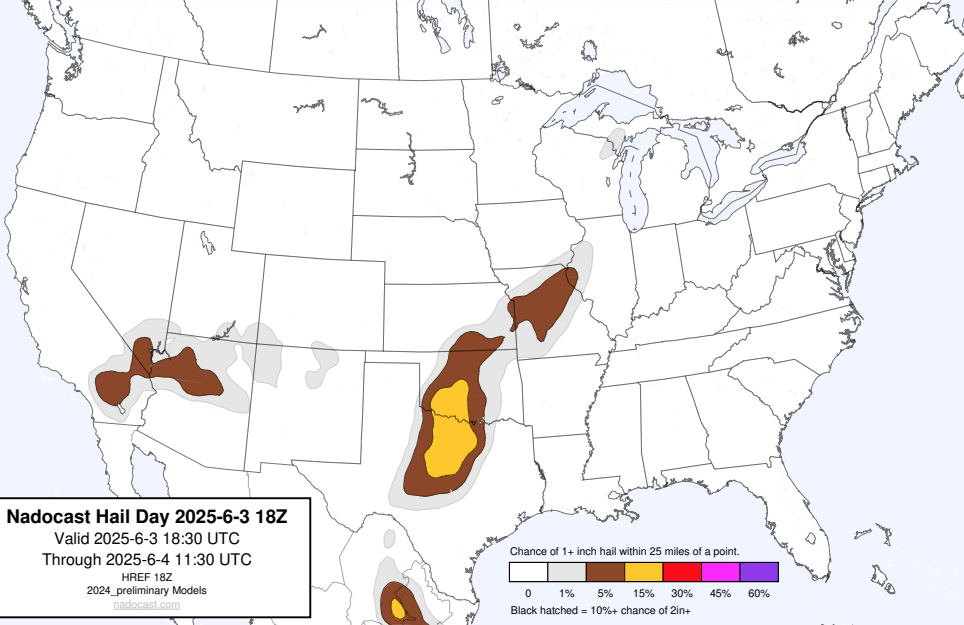 Nadocast Hail Day 2025-6-3 18Z
Valid 2025-6-3 18:30 UTC
Through 2025-6-4 11:30 UTC
HREF 18Z
2024_preliminary Models
nadocast.com
Chance of 1+ inch hail within 25 miles of a point.
0 1% 5% 15% 30% 45% 60%
Black hatched = 10%+ chance of 2in+